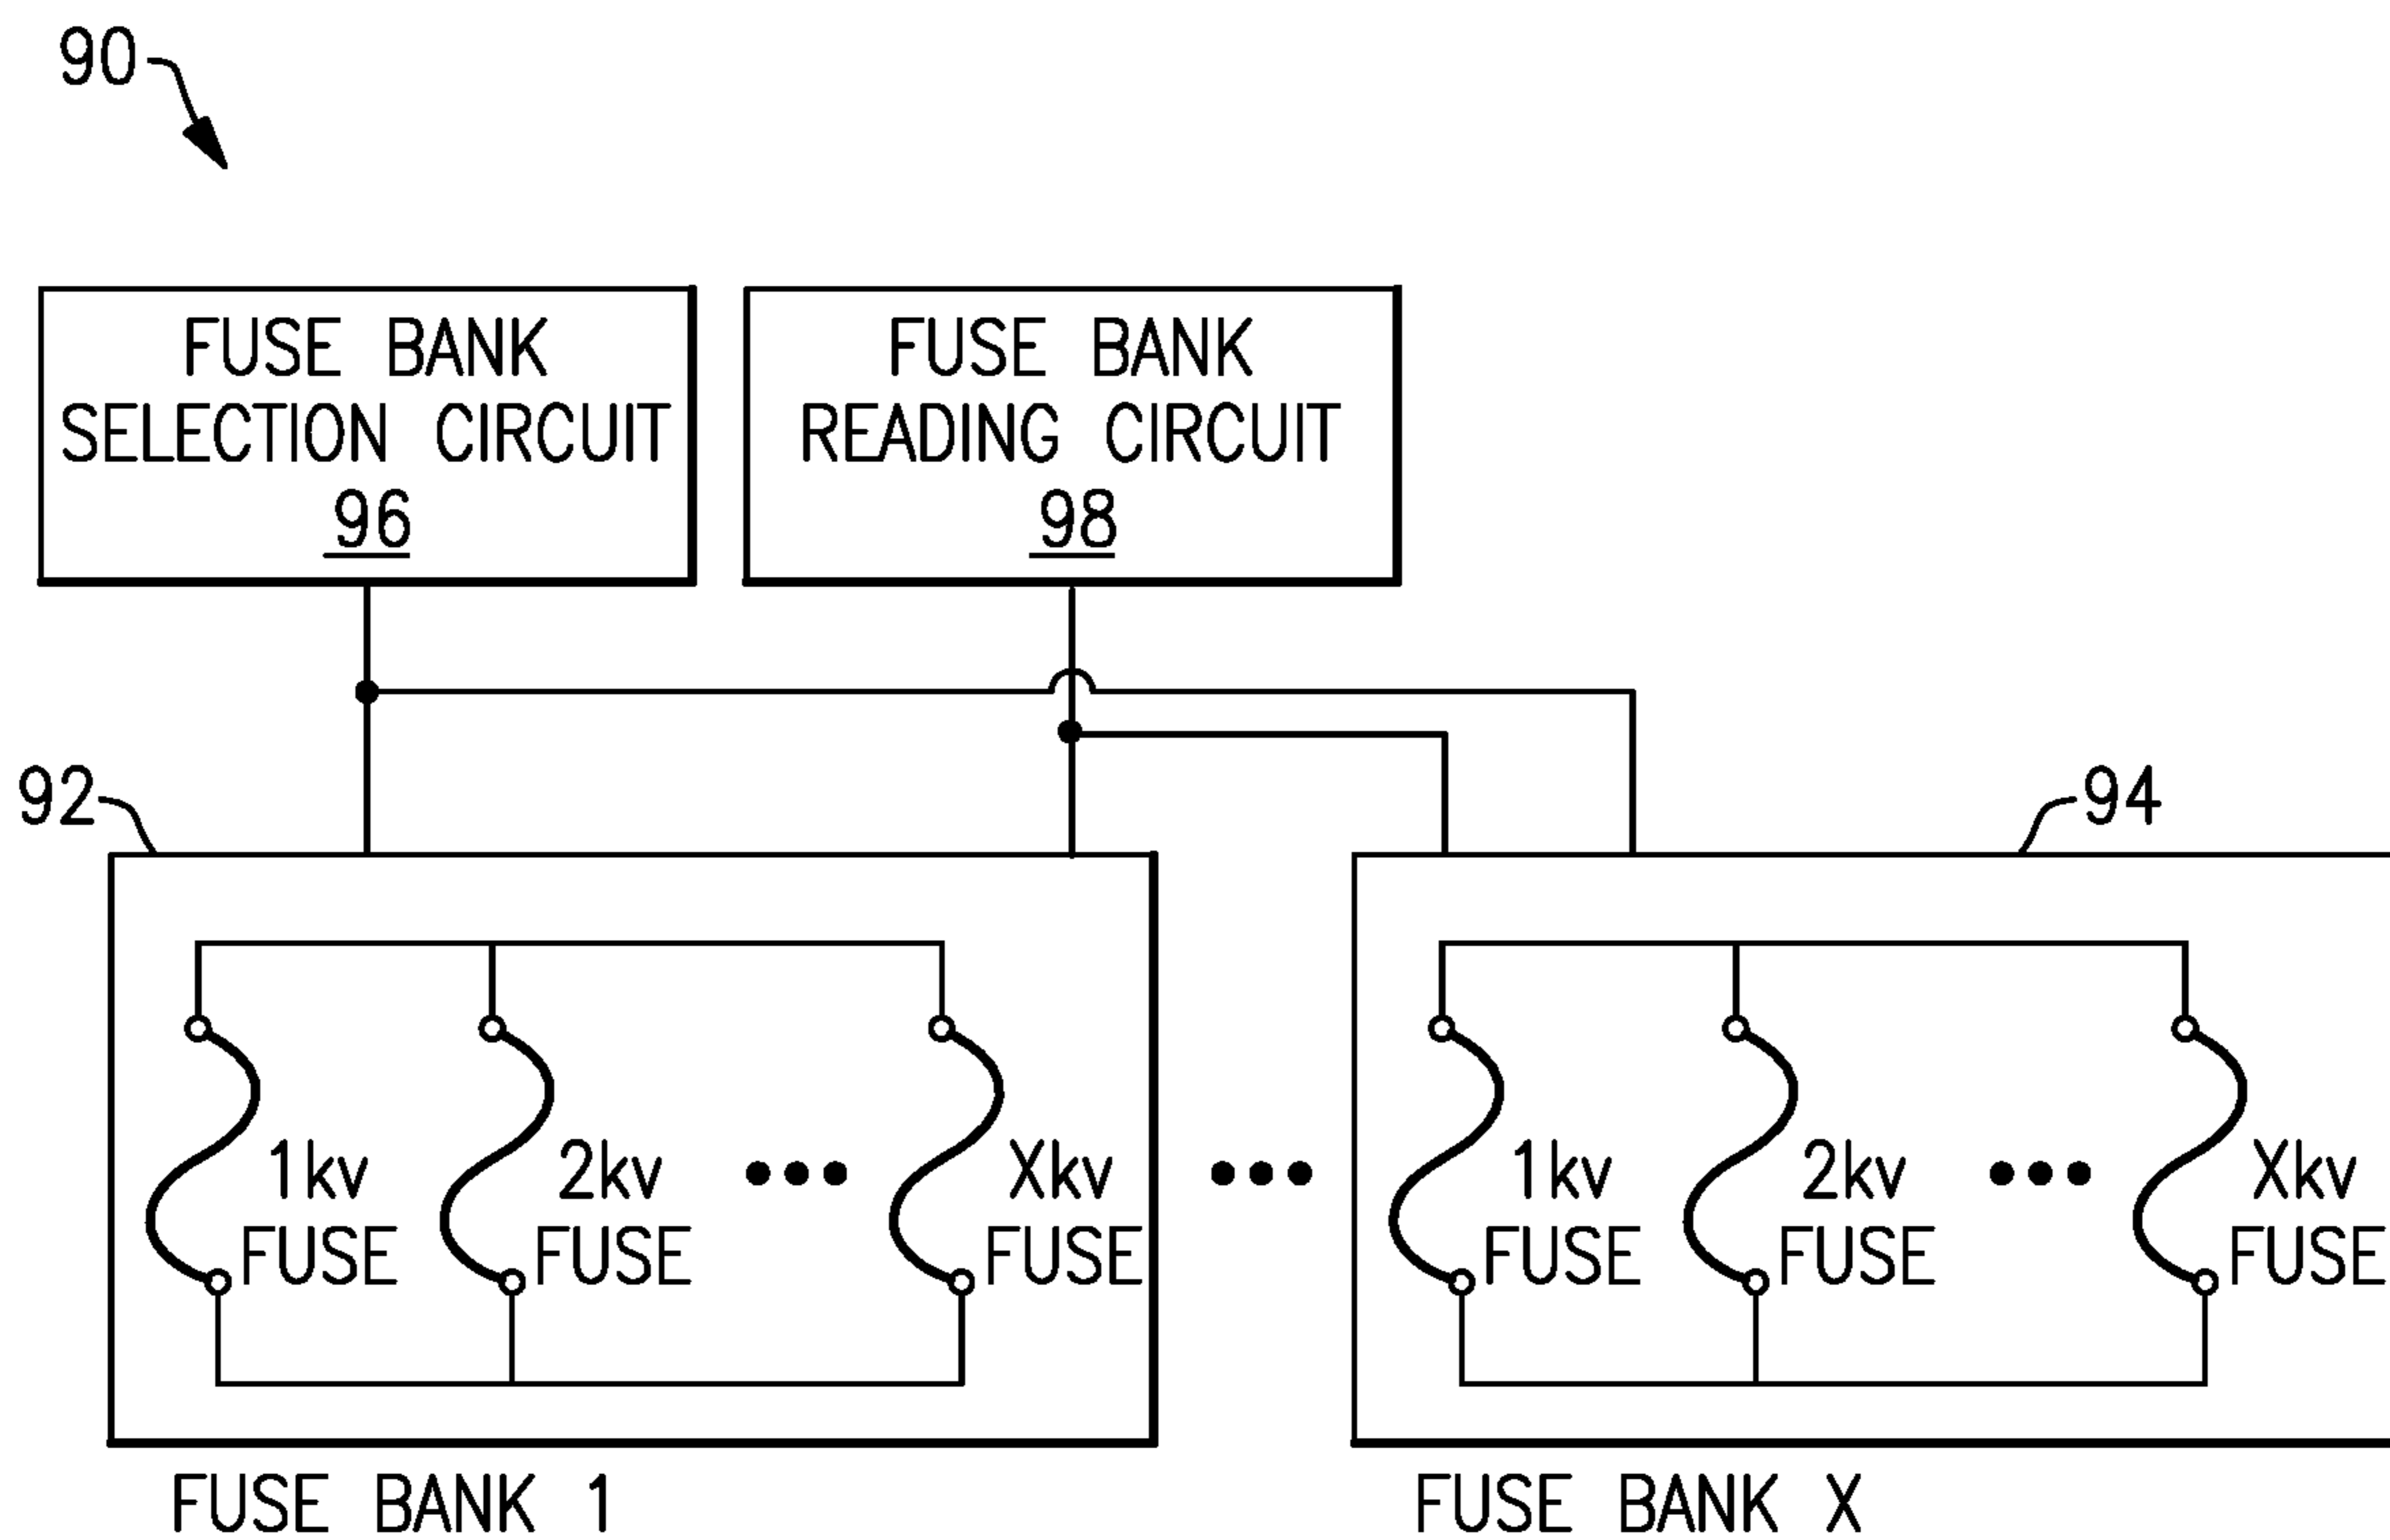 90
FUSE BANK
SELECTION CIRCUIT
96
FUSE BANK
READING CIRCUIT
98
92
94
1kv
FUSE
2kv
FUSE
Xkv
FUSE
1kv
FUSE
2kv
FUSE
Xkv
FUSE
FUSE BANK 1
FUSE BANK X